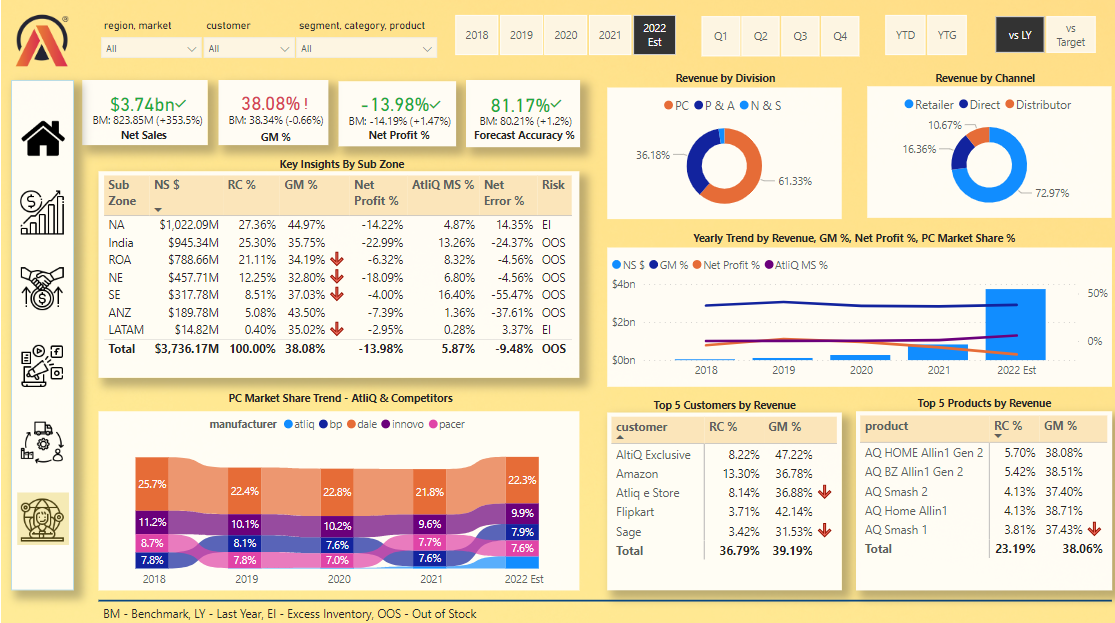 region, market customer segment, category, product
All All All
2018 2019 2020 2021 2022 Est
Q1 Q2 Q3 Q4
YTD YTG
vs LY vs Target
$3.74bn✓
BM: 823.85M (+353.5%)
Net Sales
38.08% !
BM: 38.34% (-0.66%)
GM %
-13.98%✓
BM: -14.19% (+1.47%)
Net Profit %
81.17%✓
BM: 80.21% (+1.2%)
Forecast Accuracy %
Revenue by Division
PC P & A N & S
36.18%
61.33%
Revenue by Channel
Retailer Direct Distributor
10.67%
16.36%
72.97%
Key Insights By Sub Zone
Sub Zone NS $ RC % GM % Net Profit % AtliQ MS % Net Error % Risk
NA $1,022.09M 27.36% 44.97% -14.22% 4.87% 14.35% EI
India $945.34M 25.30% 35.75% -22.99% 13.26% -24.37% OOS
ROA $788.66M 21.11% 34.19% -6.32% 8.32% -4.56% OOS
NE $457.71M 12.25% 32.80% -18.09% 6.80% -4.56% OOS
SE $317.78M 8.51% 37.03% -4.00% 16.40% -55.47% OOS
ANZ $189.78M 5.08% 43.50% -7.39% 1.36% -37.61% OOS
LATAM $14.82M 0.40% 35.02% -2.95% 0.28% 3.37% EI
Total $3,736.17M 100.00% 38.08% -13.98% 5.87% -9.48% OOS
Yearly Trend by Revenue, GM %, Net Profit %, PC Market Share %
NS $ GM % Net Profit % AtliQ MS %
$4bn
50%
$2bn
0%
$0bn
2018 2019 2020 2021 2022 Est
PC Market Share Trend - AtliQ & Competitors
manufacturer atliq bp dale innovo pacer
25.7% 22.4% 22.8% 21.8% 22.3%
11.2% 10.1% 10.2% 9.6% 9.9%
8.7% 8.1% 7.6% 7.7% 7.9%
7.8% 7.8% 7.0% 7.6% 7.6%
2018 2019 2020 2021 2022 Est
Top 5 Customers by Revenue
customer RC % GM %
AltiQ Exclusive 8.22% 47.22%
Amazon 13.30% 36.78%
Atliq e Store 8.14% 36.88%
Flipkart 3.71% 42.14%
Sage 3.42% 31.53%
Total 36.79% 39.19%
Top 5 Products by Revenue
product RC % GM %
AQ HOME Allin1 Gen 2 5.70% 38.08%
AQ BZ Allin1 Gen 2 5.42% 38.51%
AQ Smash 2 4.13% 37.40%
AQ Home Allin1 4.13% 38.71%
AQ Smash 1 3.81% 37.43%
Total 23.19% 38.06%
BM - Benchmark, LY - Last Year, EI - Excess Inventory, OOS - Out of Stock